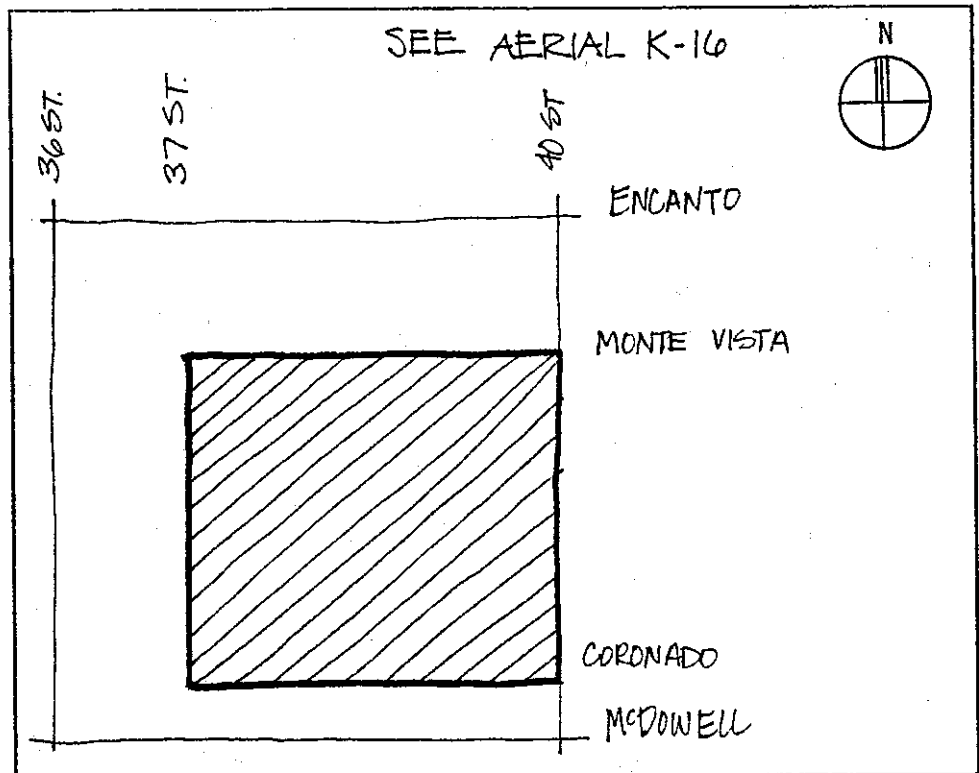 SEE AERIAL K-16
N
36 ST.
37 ST.
40 ST
ENCANTO
MONTE VISTA
CORONADO
McDOWELL